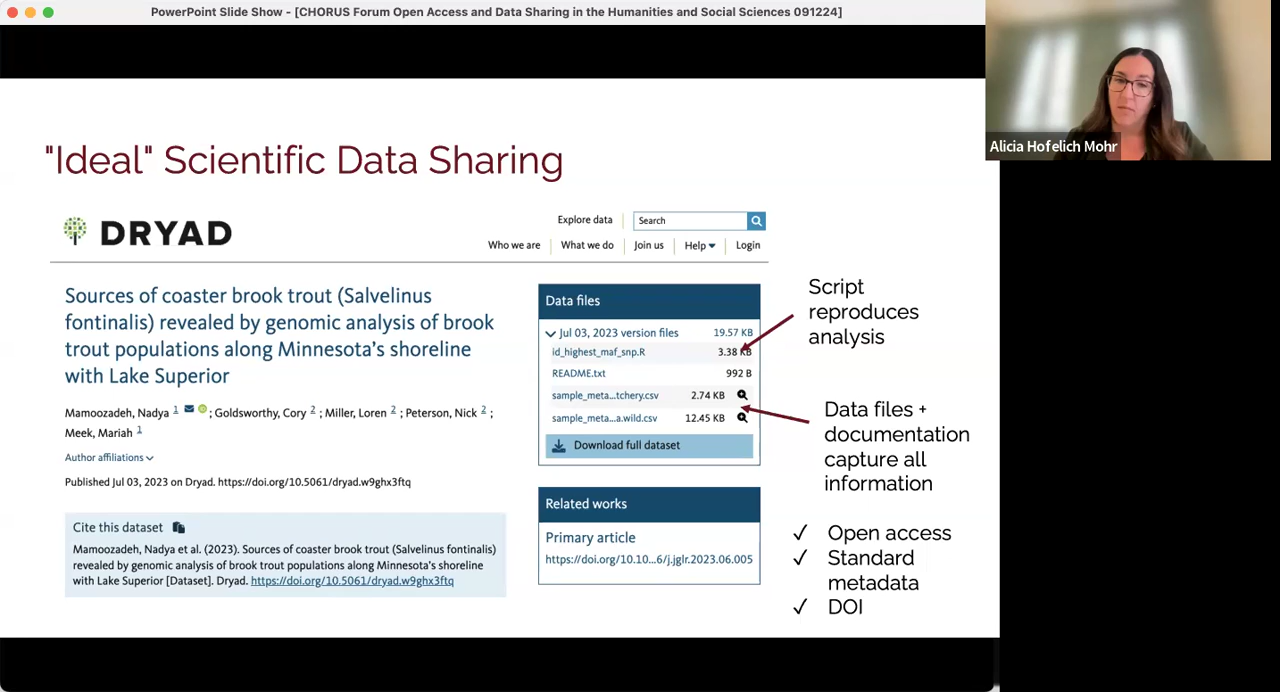 PowerPoint Slide Show - [CHORUS Forum Open Access and Data Sharing in the Humanities and Social Sciences 091224]
Alicia Hofelich Mohr
"Ideal" Scientific Data Sharing
DRYAD
Explore data
Search
Who we are
What we do
Join us
Help
Login
Sources of coaster brook trout (Salvelinus
fontinalis) revealed by genomic analysis of brook
trout populations along Minnesota's shoreline
with Lake Superior
Mamoozadeh, Nadya 1 ; Goldsworthy, Cory 2 ; Miller, Loren 2 ; Peterson, Nick 2 ;
Meek, Mariah 1
Author affiliations
Published Jul 03, 2023 on Dryad. https://doi.org/10.5061/dryad.w9ghx3ftq
Cite this dataset
Mamoozadeh, Nadya et al. (2023). Sources of coaster brook trout (Salvelinus fontinalis)
revealed by genomic analysis of brook trout populations along Minnesota's shoreline
with Lake Superior [Dataset]. Dryad. https://doi.org/10.5061/dryad.w9ghx3ftq
Data files
Jul 03, 2023 version files 19.57 KB
id_highest_maf_snp.R 3.38 KB
README.txt 992 B
sample_meta...tchery.csv 2.74 KB
sample_meta...a.wild.csv 12.45 KB
Download full dataset
Related works
Primary article
https://doi.org/10.10...6/j.jglr.2023.06.005
Script
reproduces
analysis
Data files +
documentation
capture all
information
✓ Open access
✓ Standard
metadata
✓ DOI